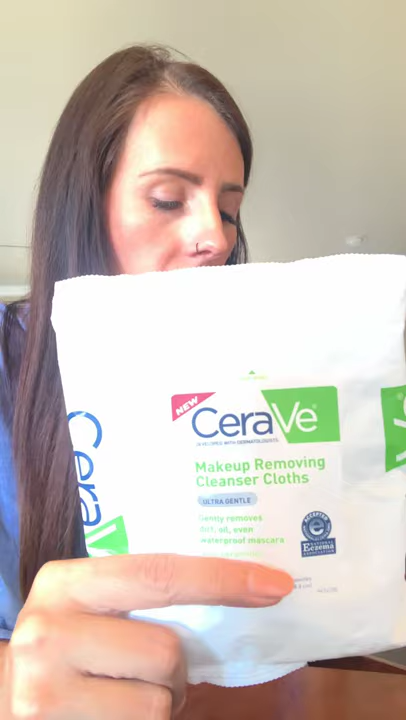 NEW
CeraVe
DEVELOPED WITH DERMATOLOGISTS
Makeup Removing
Cleanser Cloths
ULTRA GENTLE
Gently removes
dirt, oil, even
waterproof mascara
ACCEPTED
e
NATIONAL
Eczema
ASSOCIATION
CeraV